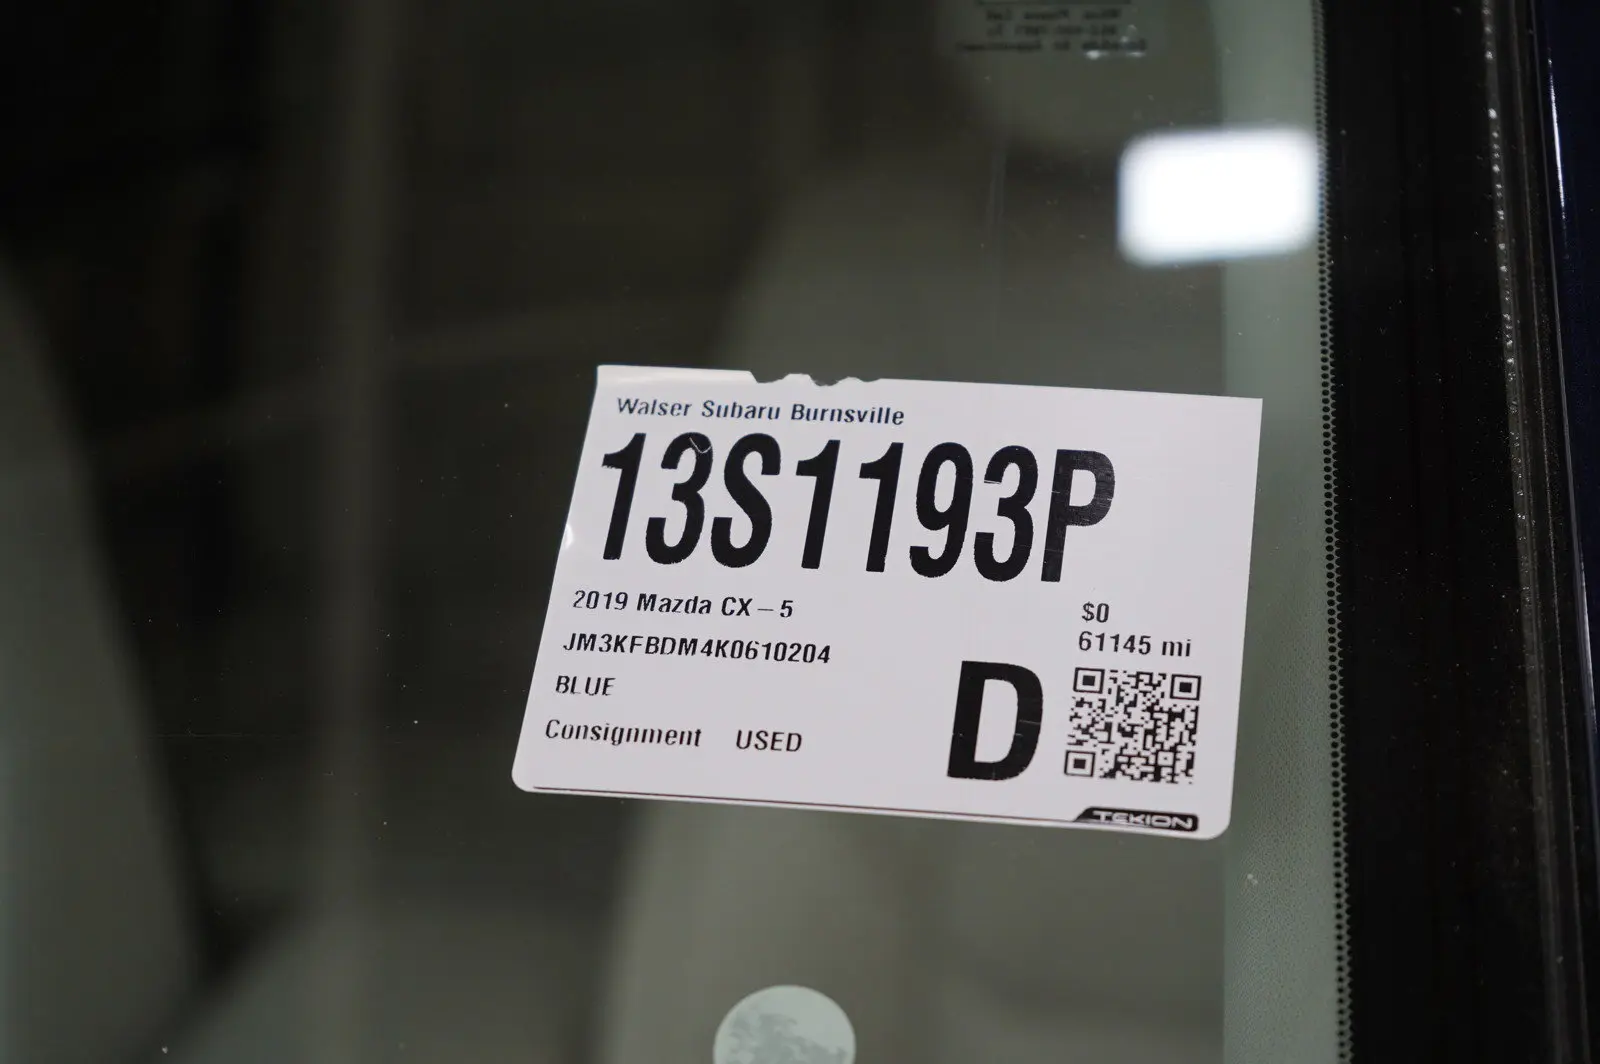 Walser Subaru Burnsville
13S1193P
2019 Mazda CX-5
$0
JM3KFBDM4K0610204
61145 mi
BLUE
D
Consignment USED
TEKION